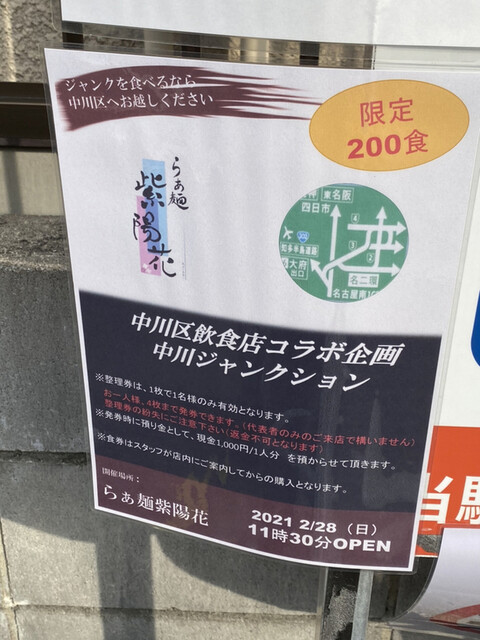 ジャンクを食べるなら
中川区へお越しください
限定
200食
らぁ麺
紫陽花
東名阪
四日市
知多半島道路
大府
出口
名二環
名古屋南
4
3
2
302
中川区飲食店コラボ企画
中川ジャンクション
※整理券は、1枚で1名様のみ有効となります。
お一人様、4枚まで発券できます。(代表者のみのご来店で構いません)
整理券の紛失にご注意下さい(返金不可となります)
※発券時に預り金として、現金1,000円/1人分 を預からせて頂きます。
※食券はスタッフが店内にご案内してからの購入となります。
開催場所:
らぁ麺紫陽花
2021 2/28 (日)
11時30分OPEN
当